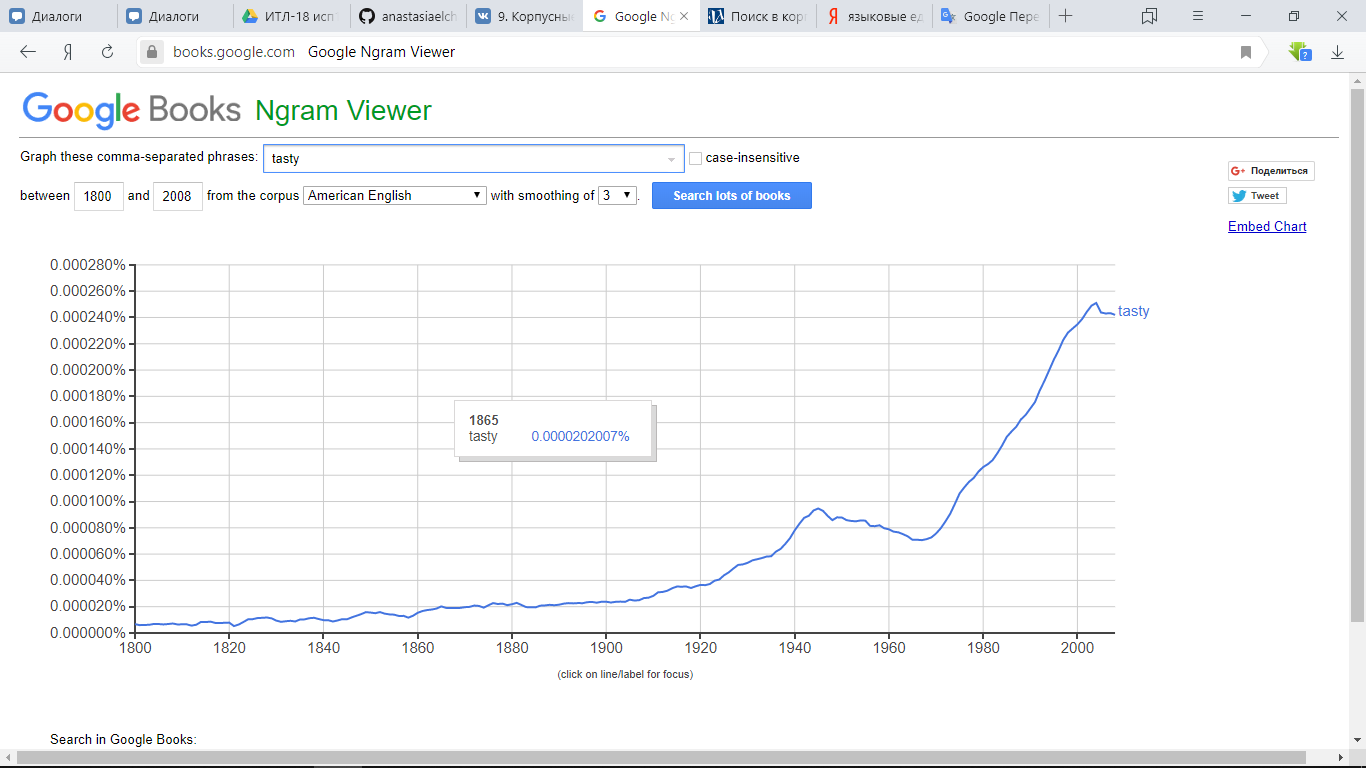 Диалоги Диалоги ИТЛ-18 исп anastasiaelch 9. Корпусны Google Ng Поиск в кор языковые ед Google Пере
books.google.com Google Ngram Viewer
Google Books Ngram Viewer
Graph these comma-separated phrases: tasty case-insensitive
between 1800 and 2008 from the corpus American English with smoothing of 3 . Search lots of books
G+ Поделиться
Tweet
Embed Chart
0.000280%
0.000260%
0.000240%
tasty
0.000220%
0.000200%
0.000180%
0.000160%
1865
tasty 0.0000202007%
0.000140%
0.000120%
0.000100%
0.000080%
0.000060%
0.000040%
0.000020%
0.000000%
1800 1820 1840 1860 1880 1900 1920 1940 1960 1980 2000
(click on line/label for focus)
Search in Google Books: